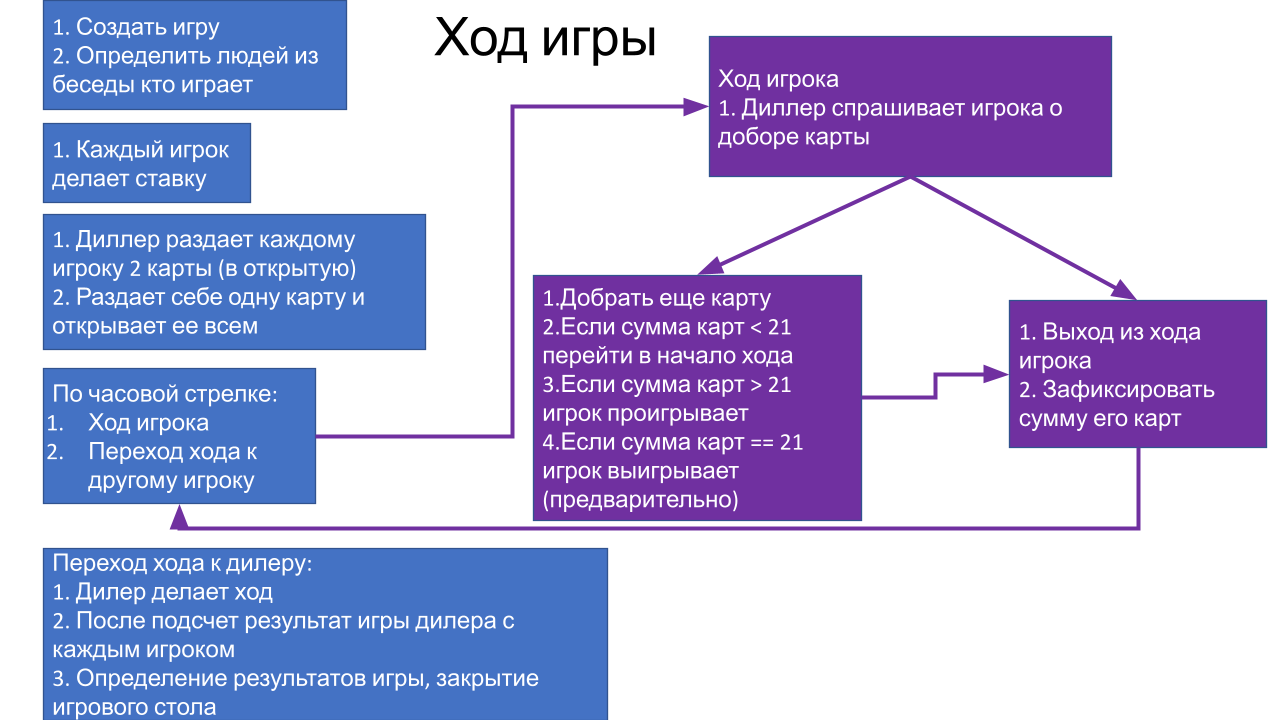 Ход игры
1. Создать игру
2. Определить людей из
беседы кто играет
1. Каждый игрок
делает ставку
1. Диллер раздает каждому
игроку 2 карты (в открытую)
2. Раздает себе одну карту и
открывает ее всем
По часовой стрелке:
1. Ход игрока
2. Переход хода к
другому игроку
Переход хода к дилеру:
1. Дилер делает ход
2. После подсчет результат игры дилера с
каждым игроком
3. Определение результатов игры, закрытие
игрового стола
Ход игрока
1. Диллер спрашивает игрока о
доборе карты
1.Добрать еще карту
2.Если сумма карт < 21
перейти в начало хода
3.Если сумма карт > 21
игрок проигрывает
4.Если сумма карт == 21
игрок выигрывает
(предварительно)
1. Выход из хода
игрока
2. Зафиксировать
сумму его карт